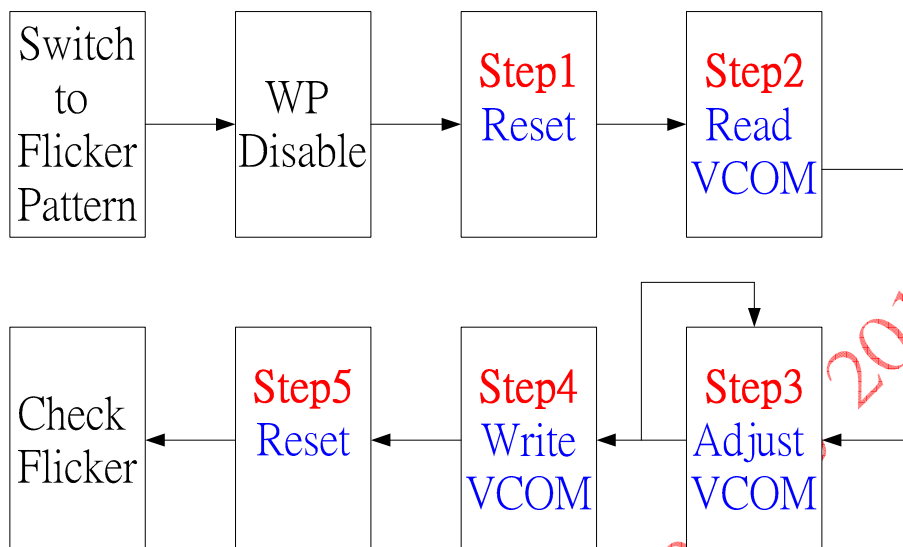 Switch
to
Flicker
Pattern
WP
Disable
Step1
Reset
Step2
Read
VCOM
Step3
Adjust
VCOM
Step4
Write
VCOM
Step5
Reset
Check
Flicker